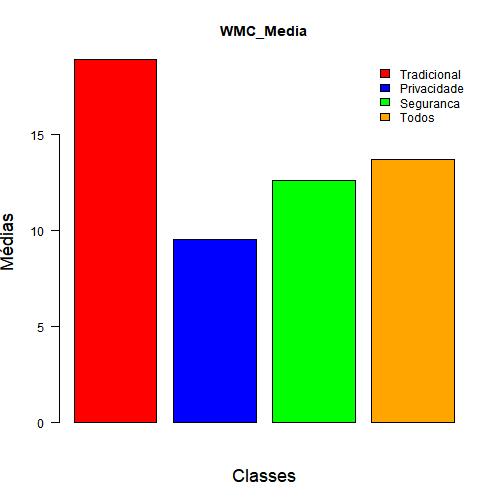 WMC_Media
Tradicional
Privacidade
Seguranca
Todos
Médias
15
10
5
0
Classes